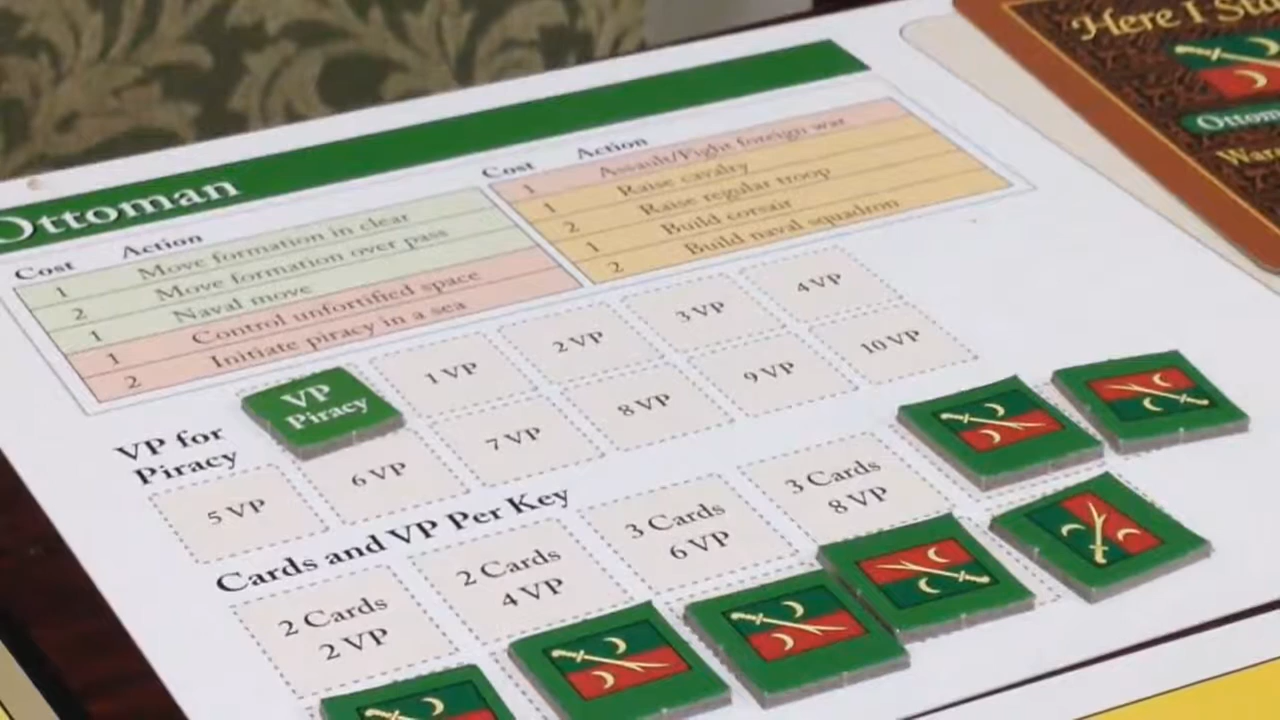 Here I Sta
Ottom
Ware
Ottoman
Cost Action
1 Move formation in clear
2 Move formation over pass
1 Naval move
1 Control unfortified space
2 Initiate piracy in a sea
Cost Action
1 Assault/Fight foreign war
1 Raise cavalry
2 Raise regular troop
1 Build corsair
2 Build naval squadron
VP for
Piracy
VP
Piracy
1 VP
2 VP
3 VP
4 VP
5 VP
6 VP
7 VP
8 VP
9 VP
10 VP
Cards and VP Per Key
2 Cards
2 VP
2 Cards
4 VP
3 Cards
6 VP
3 Cards
8 VP